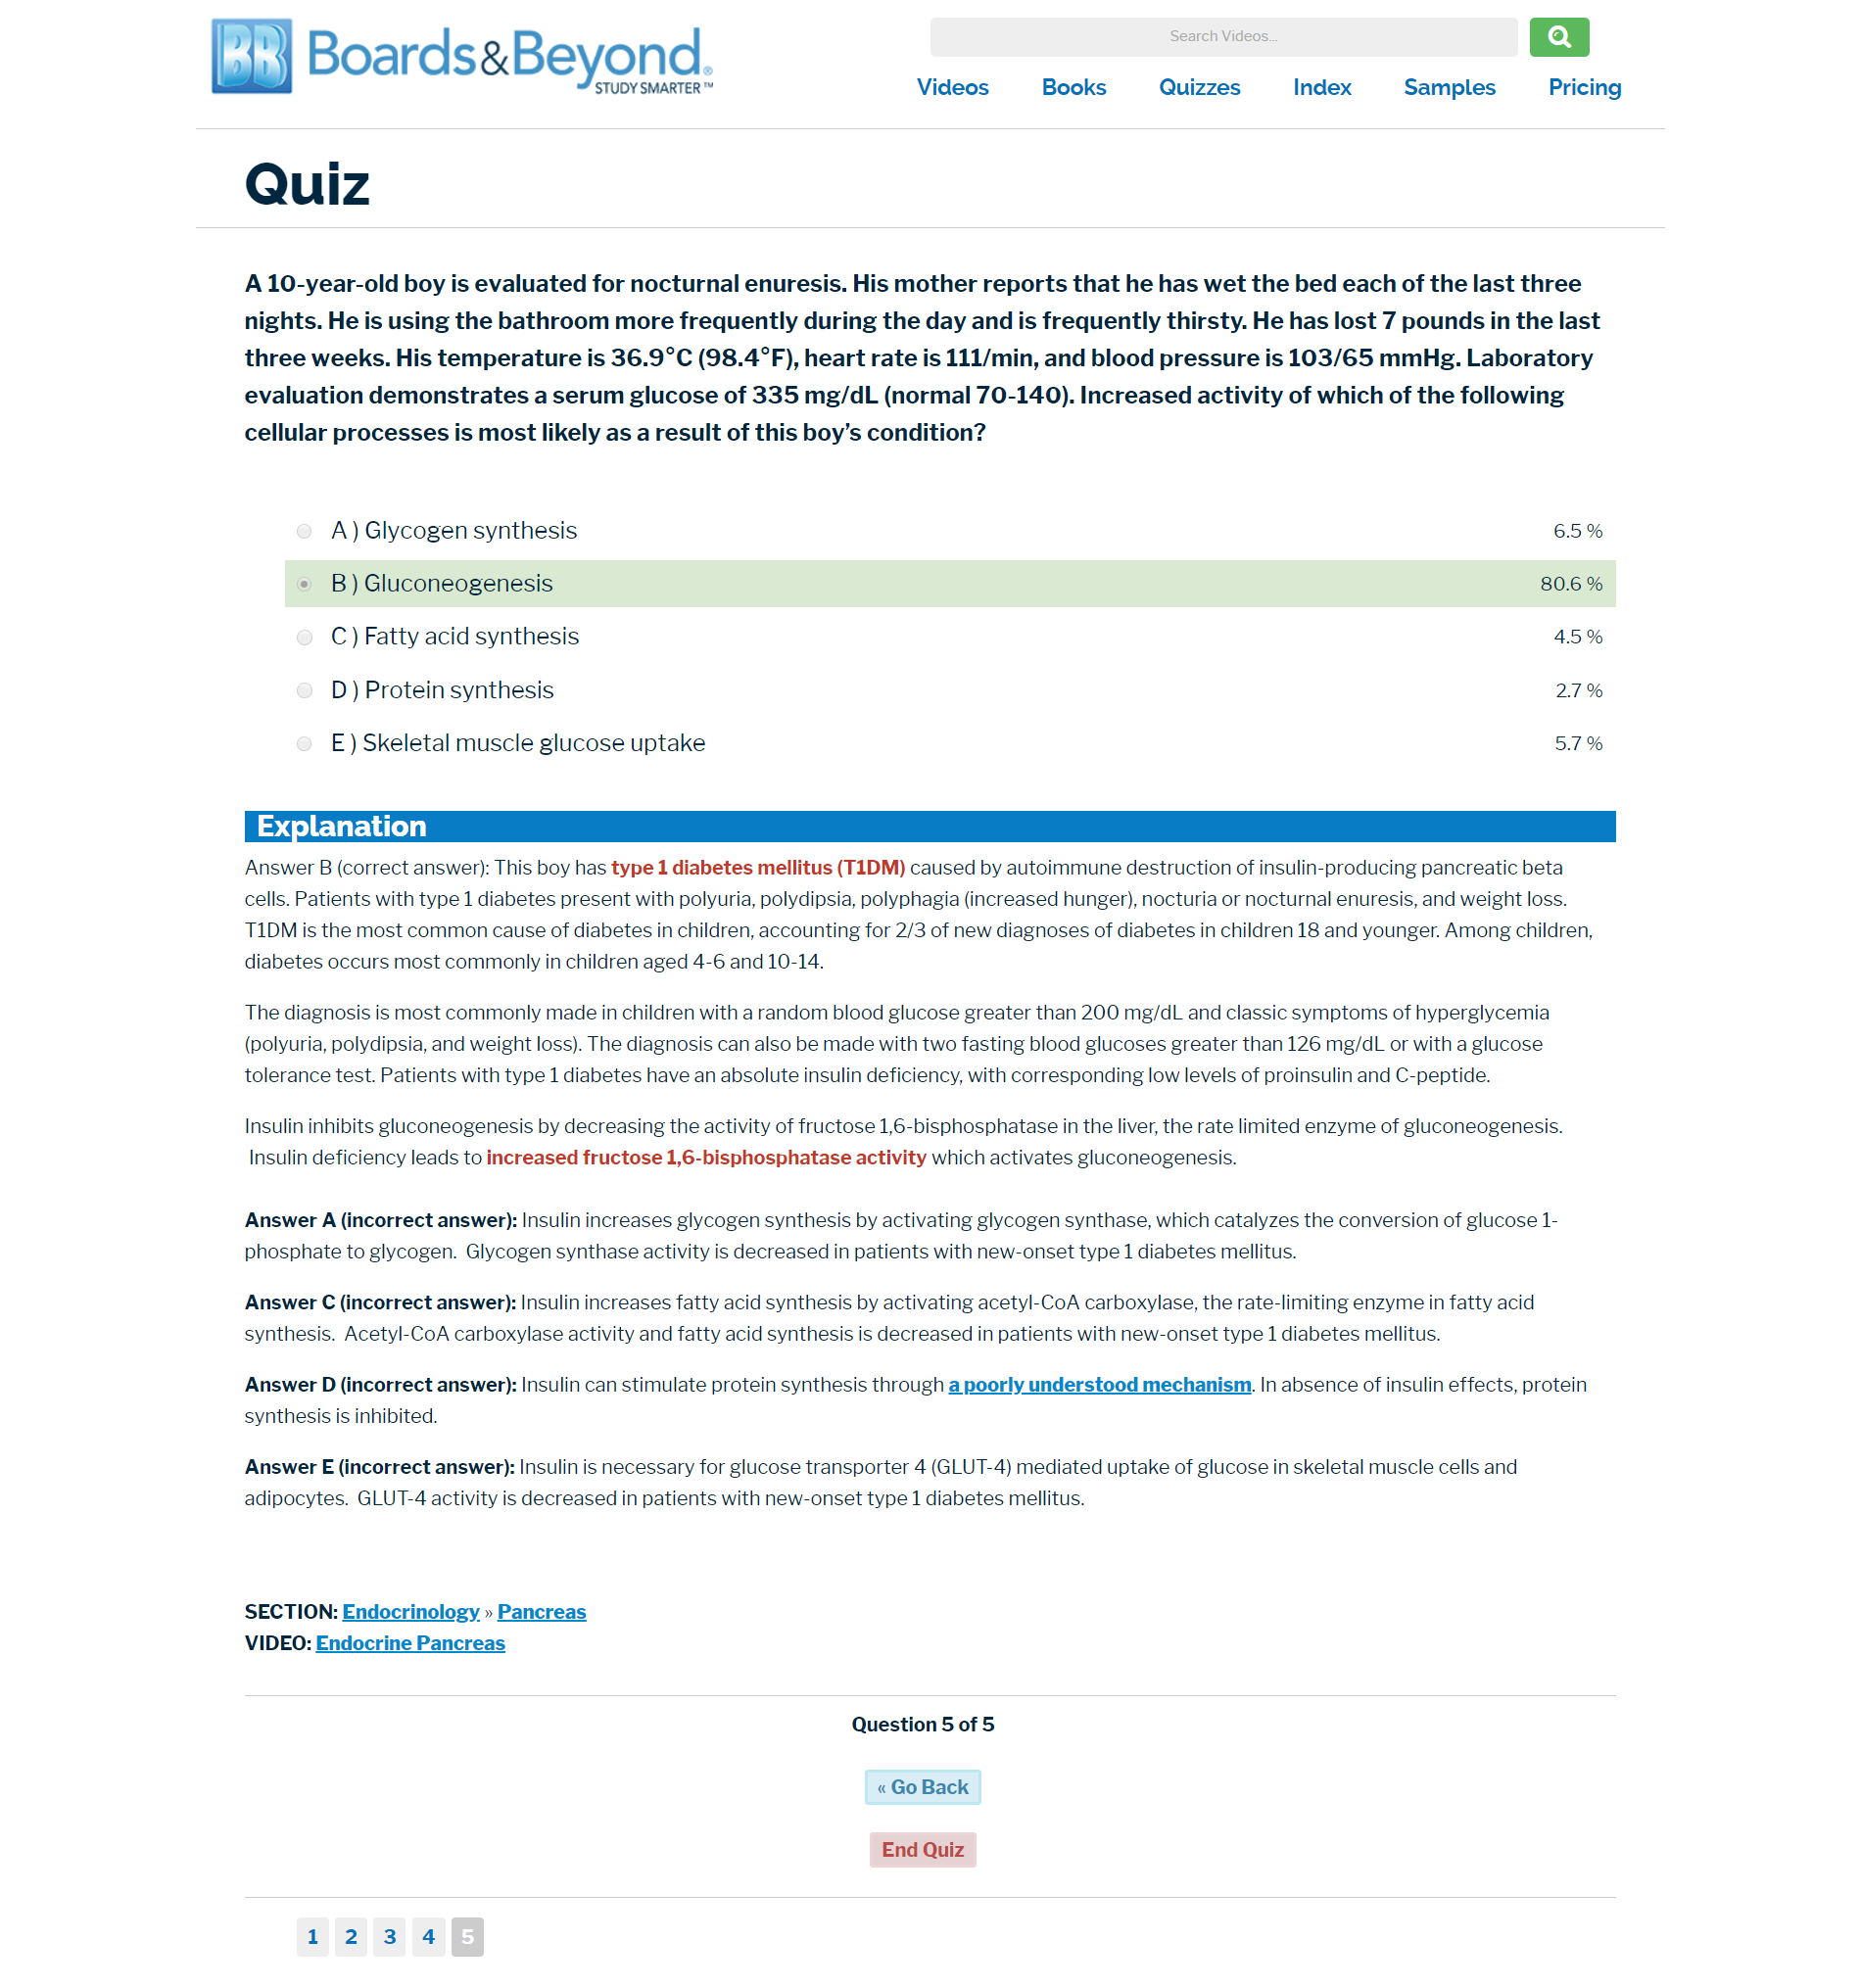 BB Boards&Beyond®
STUDY SMARTER™
Search Videos...
Videos Books Quizzes Index Samples Pricing
Quiz
A 10-year-old boy is evaluated for nocturnal enuresis. His mother reports that he has wet the bed each of the last three
nights. He is using the bathroom more frequently during the day and is frequently thirsty. He has lost 7 pounds in the last
three weeks. His temperature is 36.9°C (98.4°F), heart rate is 111/min, and blood pressure is 103/65 mmHg. Laboratory
evaluation demonstrates a serum glucose of 335 mg/dL (normal 70-140). Increased activity of which of the following
cellular processes is most likely as a result of this boy’s condition?
A ) Glycogen synthesis 6.5 %
B ) Gluconeogenesis 80.6 %
C ) Fatty acid synthesis 4.5 %
D ) Protein synthesis 2.7 %
E ) Skeletal muscle glucose uptake 5.7 %
Explanation
Answer B (correct answer): This boy has type 1 diabetes mellitus (T1DM) caused by autoimmune destruction of insulin-producing pancreatic beta
cells. Patients with type 1 diabetes present with polyuria, polydipsia, polyphagia (increased hunger), nocturia or nocturnal enuresis, and weight loss.
T1DM is the most common cause of diabetes in children, accounting for 2/3 of new diagnoses of diabetes in children 18 and younger. Among children,
diabetes occurs most commonly in children aged 4-6 and 10-14.
The diagnosis is most commonly made in children with a random blood glucose greater than 200 mg/dL and classic symptoms of hyperglycemia
(polyuria, polydipsia, and weight loss). The diagnosis can also be made with two fasting blood glucoses greater than 126 mg/dL or with a glucose
tolerance test. Patients with type 1 diabetes have an absolute insulin deficiency, with corresponding low levels of proinsulin and C-peptide.
Insulin inhibits gluconeogenesis by decreasing the activity of fructose 1,6-bisphosphatase in the liver, the rate limited enzyme of gluconeogenesis.
Insulin deficiency leads to increased fructose 1,6-bisphosphatase activity which activates gluconeogenesis.
Answer A (incorrect answer): Insulin increases glycogen synthesis by activating glycogen synthase, which catalyzes the conversion of glucose 1-
phosphate to glycogen. Glycogen synthase activity is decreased in patients with new-onset type 1 diabetes mellitus.
Answer C (incorrect answer): Insulin increases fatty acid synthesis by activating acetyl-CoA carboxylase, the rate-limiting enzyme in fatty acid
synthesis. Acetyl-CoA carboxylase activity and fatty acid synthesis is decreased in patients with new-onset type 1 diabetes mellitus.
Answer D (incorrect answer): Insulin can stimulate protein synthesis through a poorly understood mechanism. In absence of insulin effects, protein
synthesis is inhibited.
Answer E (incorrect answer): Insulin is necessary for glucose transporter 4 (GLUT-4) mediated uptake of glucose in skeletal muscle cells and
adipocytes. GLUT-4 activity is decreased in patients with new-onset type 1 diabetes mellitus.
SECTION: Endocrinology » Pancreas
VIDEO: Endocrine Pancreas
Question 5 of 5
« Go Back
End Quiz
1 2 3 4 5